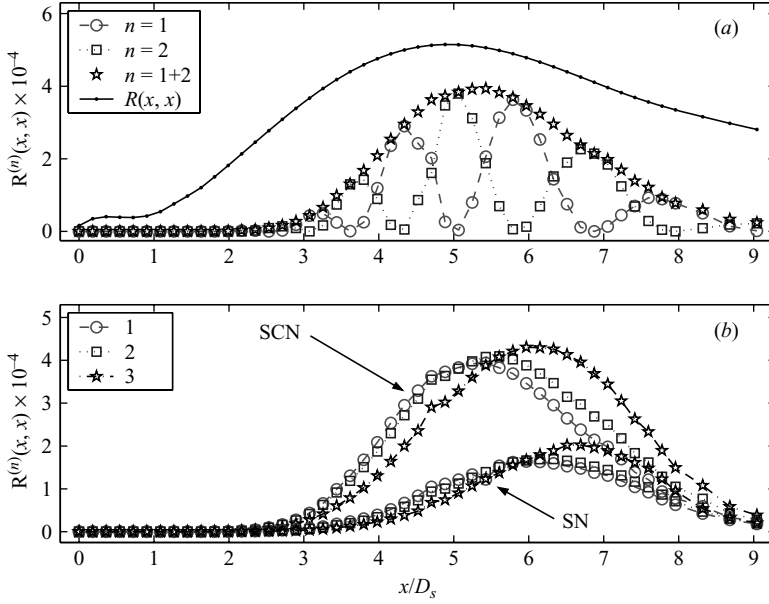 6
4
2
0
R^(n)(x, x) × 10^−4
n = 1
n = 2
n = 1+2
R(x, x)
(a)
0 1 2 3 4 5 6 7 8 9
5
4
3
2
1
0
R^(n)(x, x) × 10^−4
1
2
3
(b)
SCN
SN
0 1 2 3 4 5 6 7 8 9
x/D_s